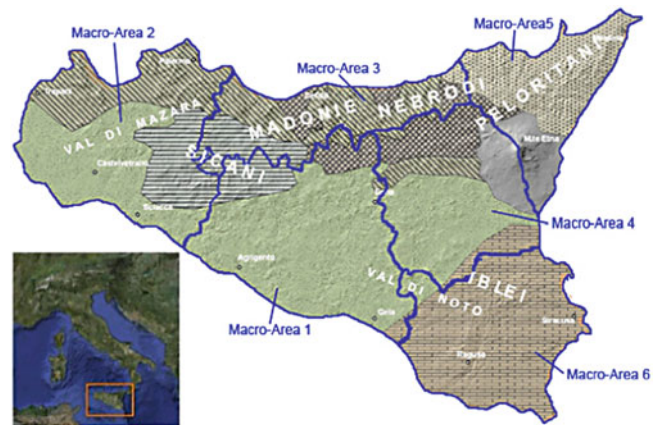 Macro-Area 2
Macro-Area5
Macro-Area 3
Palermo
Trapani
VAL DI MAZARA
MADONIE NEBRODI
PELORITANI
Mte Etna
SICANI
Castelvetrano
Sciacca
Macro-Area 4
Agrigento
VAL DI NOTO
IBLEI
Gela
Siracusa
Ragusa
Macro-Area 1
Macro-Area 6